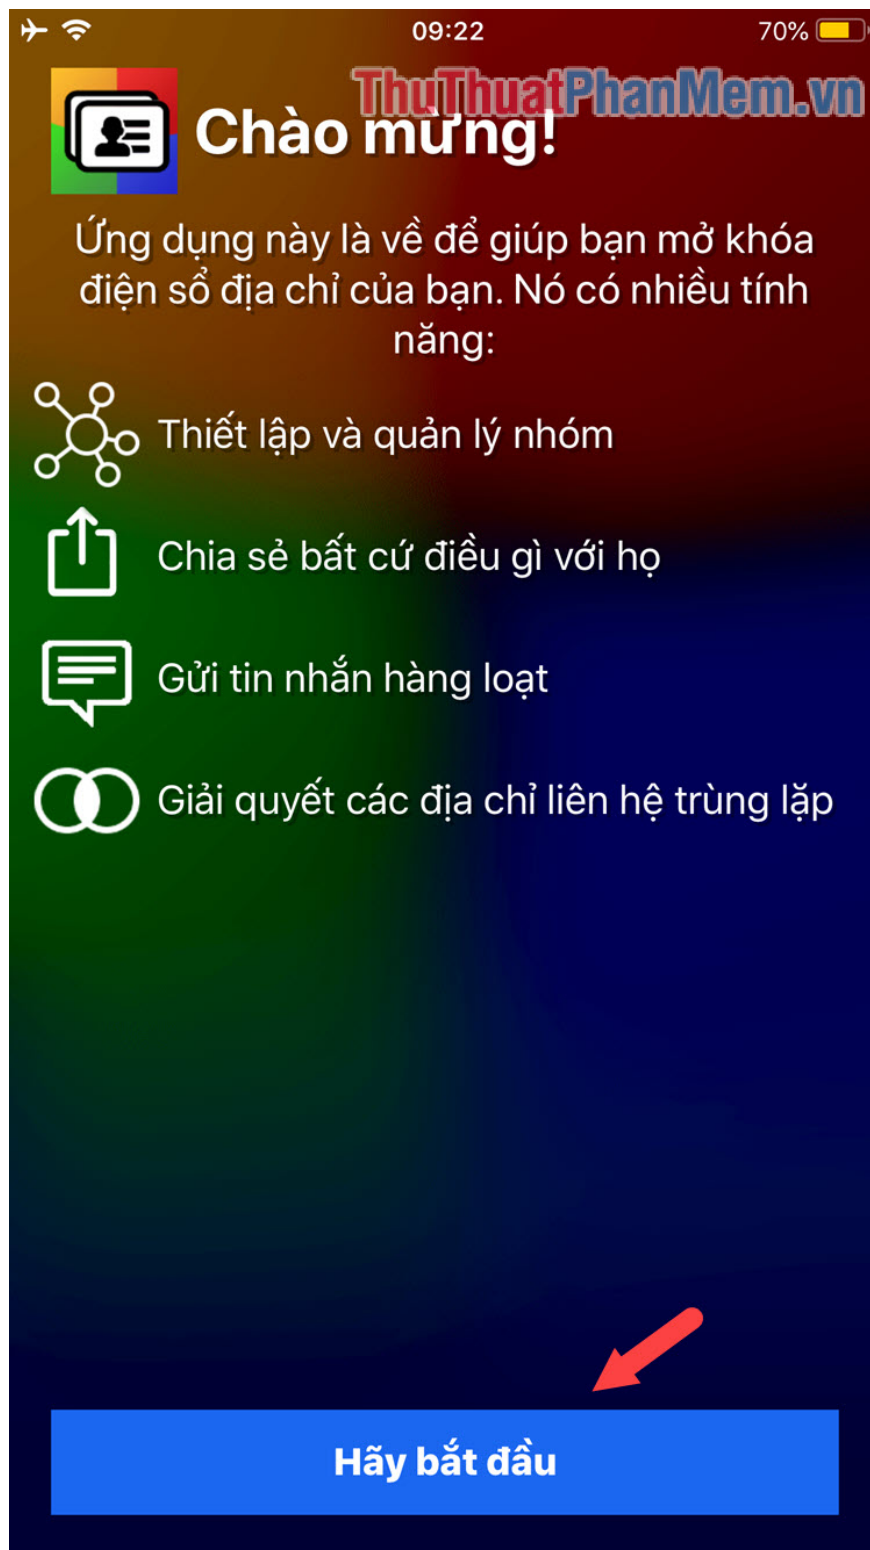 09:22
70%
ThuThuatPhanMem.vn
Chào mừng!
Ứng dụng này là về để giúp bạn mở khóa
điện sổ địa chỉ của bạn. Nó có nhiều tính
năng:
Thiết lập và quản lý nhóm
Chia sẻ bất cứ điều gì với họ
Gửi tin nhắn hàng loạt
Giải quyết các địa chỉ liên hệ trùng lặp
Hãy bắt đầu